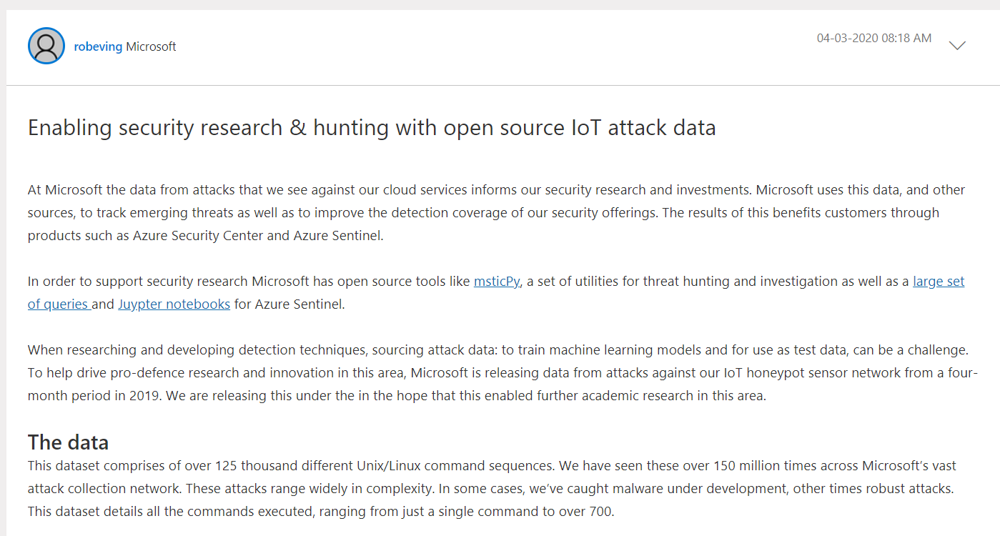 robeving Microsoft
04-03-2020 08:18 AM
Enabling security research & hunting with open source IoT attack data
At Microsoft the data from attacks that we see against our cloud services informs our security research and investments. Microsoft uses this data, and other
sources, to track emerging threats as well as to improve the detection coverage of our security offerings. The results of this benefits customers through
products such as Azure Security Center and Azure Sentinel.
In order to support security research Microsoft has open source tools like msticPy, a set of utilities for threat hunting and investigation as well as a large set
of queries and Juypter notebooks for Azure Sentinel.
When researching and developing detection techniques, sourcing attack data: to train machine learning models and for use as test data, can be a challenge.
To help drive pro-defence research and innovation in this area, Microsoft is releasing data from attacks against our IoT honeypot sensor network from a four-
month period in 2019. We are releasing this under the in the hope that this enabled further academic research in this area.
The data
This dataset comprises of over 125 thousand different Unix/Linux command sequences. We have seen these over 150 million times across Microsoft's vast
attack collection network. These attacks range widely in complexity. In some cases, we've caught malware under development, other times robust attacks.
This dataset details all the commands executed, ranging from just a single command to over 700.